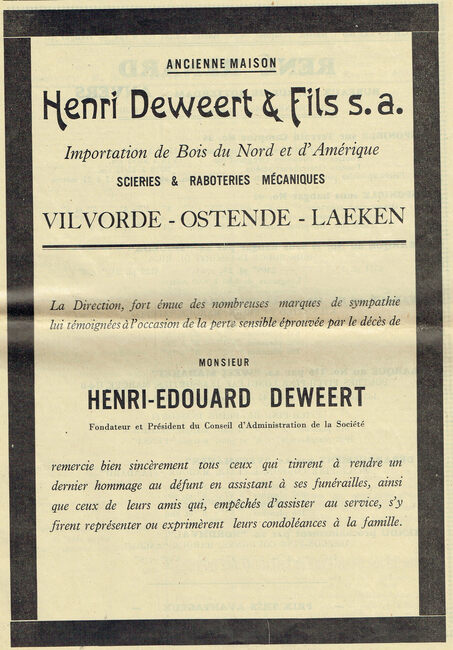 ANCIENNE MAISON
Henri Deweert & Fils s.a.
Importation de Bois du Nord et d'Amérique
SCIERIES & RABOTERIES MÉCANIQUES
VILVORDE - OSTENDE - LAEKEN
La Direction, fort émue des nombreuses marques de sympathie
lui témoignées à l'occasion de la perte sensible éprouvée par le décès de
MONSIEUR
HENRI-EDOUARD DEWEERT
Fondateur et Président du Conseil d'Administration de la Société
remercie bien sincèrement tous ceux qui tinrent à rendre un
dernier hommage au défunt en assistant à ses funérailles, ainsi
que ceux de leurs amis qui, empêchés d'assister au service, s'y
firent représenter ou exprimèrent leurs condoléances à la famille.